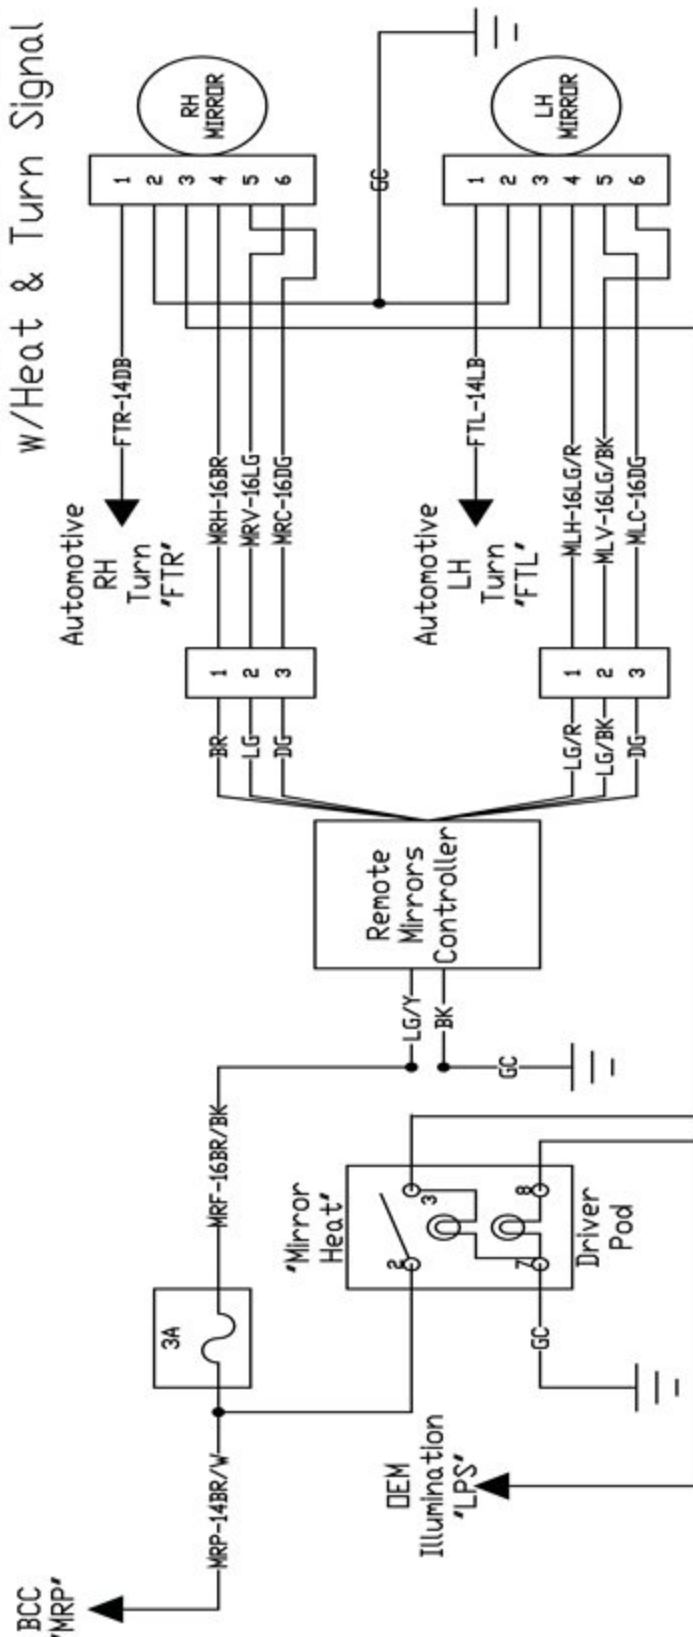 w/Heat & Turn Signal
RH
MIRROR
1
2
3
4
5
6
GC
LH
MIRROR
1
2
3
4
5
6
FTR-14DB
MRH-16BR
MRV-16LG
MRC-16DG
FTL-14LB
MLH-16LG/R
MLV-16LG/BK
MLC-16DG
Automotive
RH
Turn
'FTR'
Automotive
LH
Turn
'FTL'
1
2
3
1
2
3
BR
LG
DG
LG/R
LG/BK
DG
Remote
Mirrors
Controller
LG/Y
BK
GC
MRF-16BR/BK
'Mirror
Heat'
3
8
2
7
Driver
Pod
3A
GC
MRP-14BR/W
OEM
Illumination
'LPS'
BCC
'MRP'